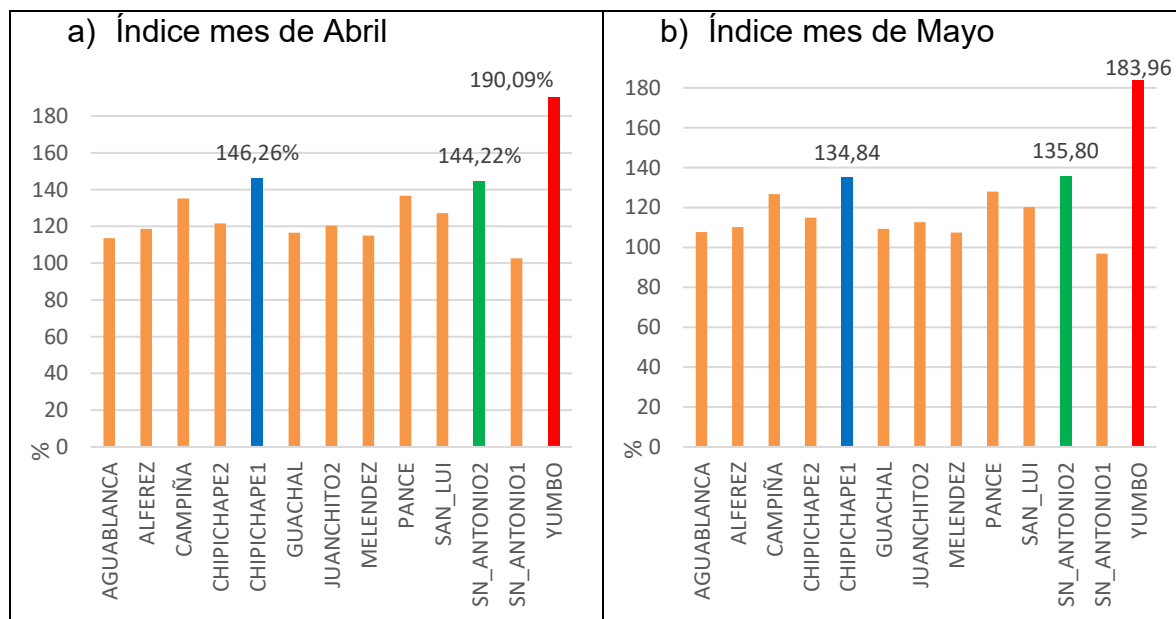 a) Índice mes de Abril
190,09%
180
160
146,26%
144,22%
140
120
100
80
60
40
20
0
%
AGUABLANCA
ALFEREZ
CAMPIÑA
CHIPICHAPE2
CHIPICHAPE1
GUACHAL
JUANCHITO2
MELENDEZ
PANCE
SAN_LUI
SN_ANTONIO2
SN_ANTONIO1
YUMBO
b) Índice mes de Mayo
183,96
180
160
134,84
135,80
140
120
100
80
60
40
20
0
%
AGUABLANCA
ALFEREZ
CAMPIÑA
CHIPICHAPE2
CHIPICHAPE1
GUACHAL
JUANCHITO2
MELENDEZ
PANCE
SAN_LUI
SN_ANTONIO2
SN_ANTONIO1
YUMBO